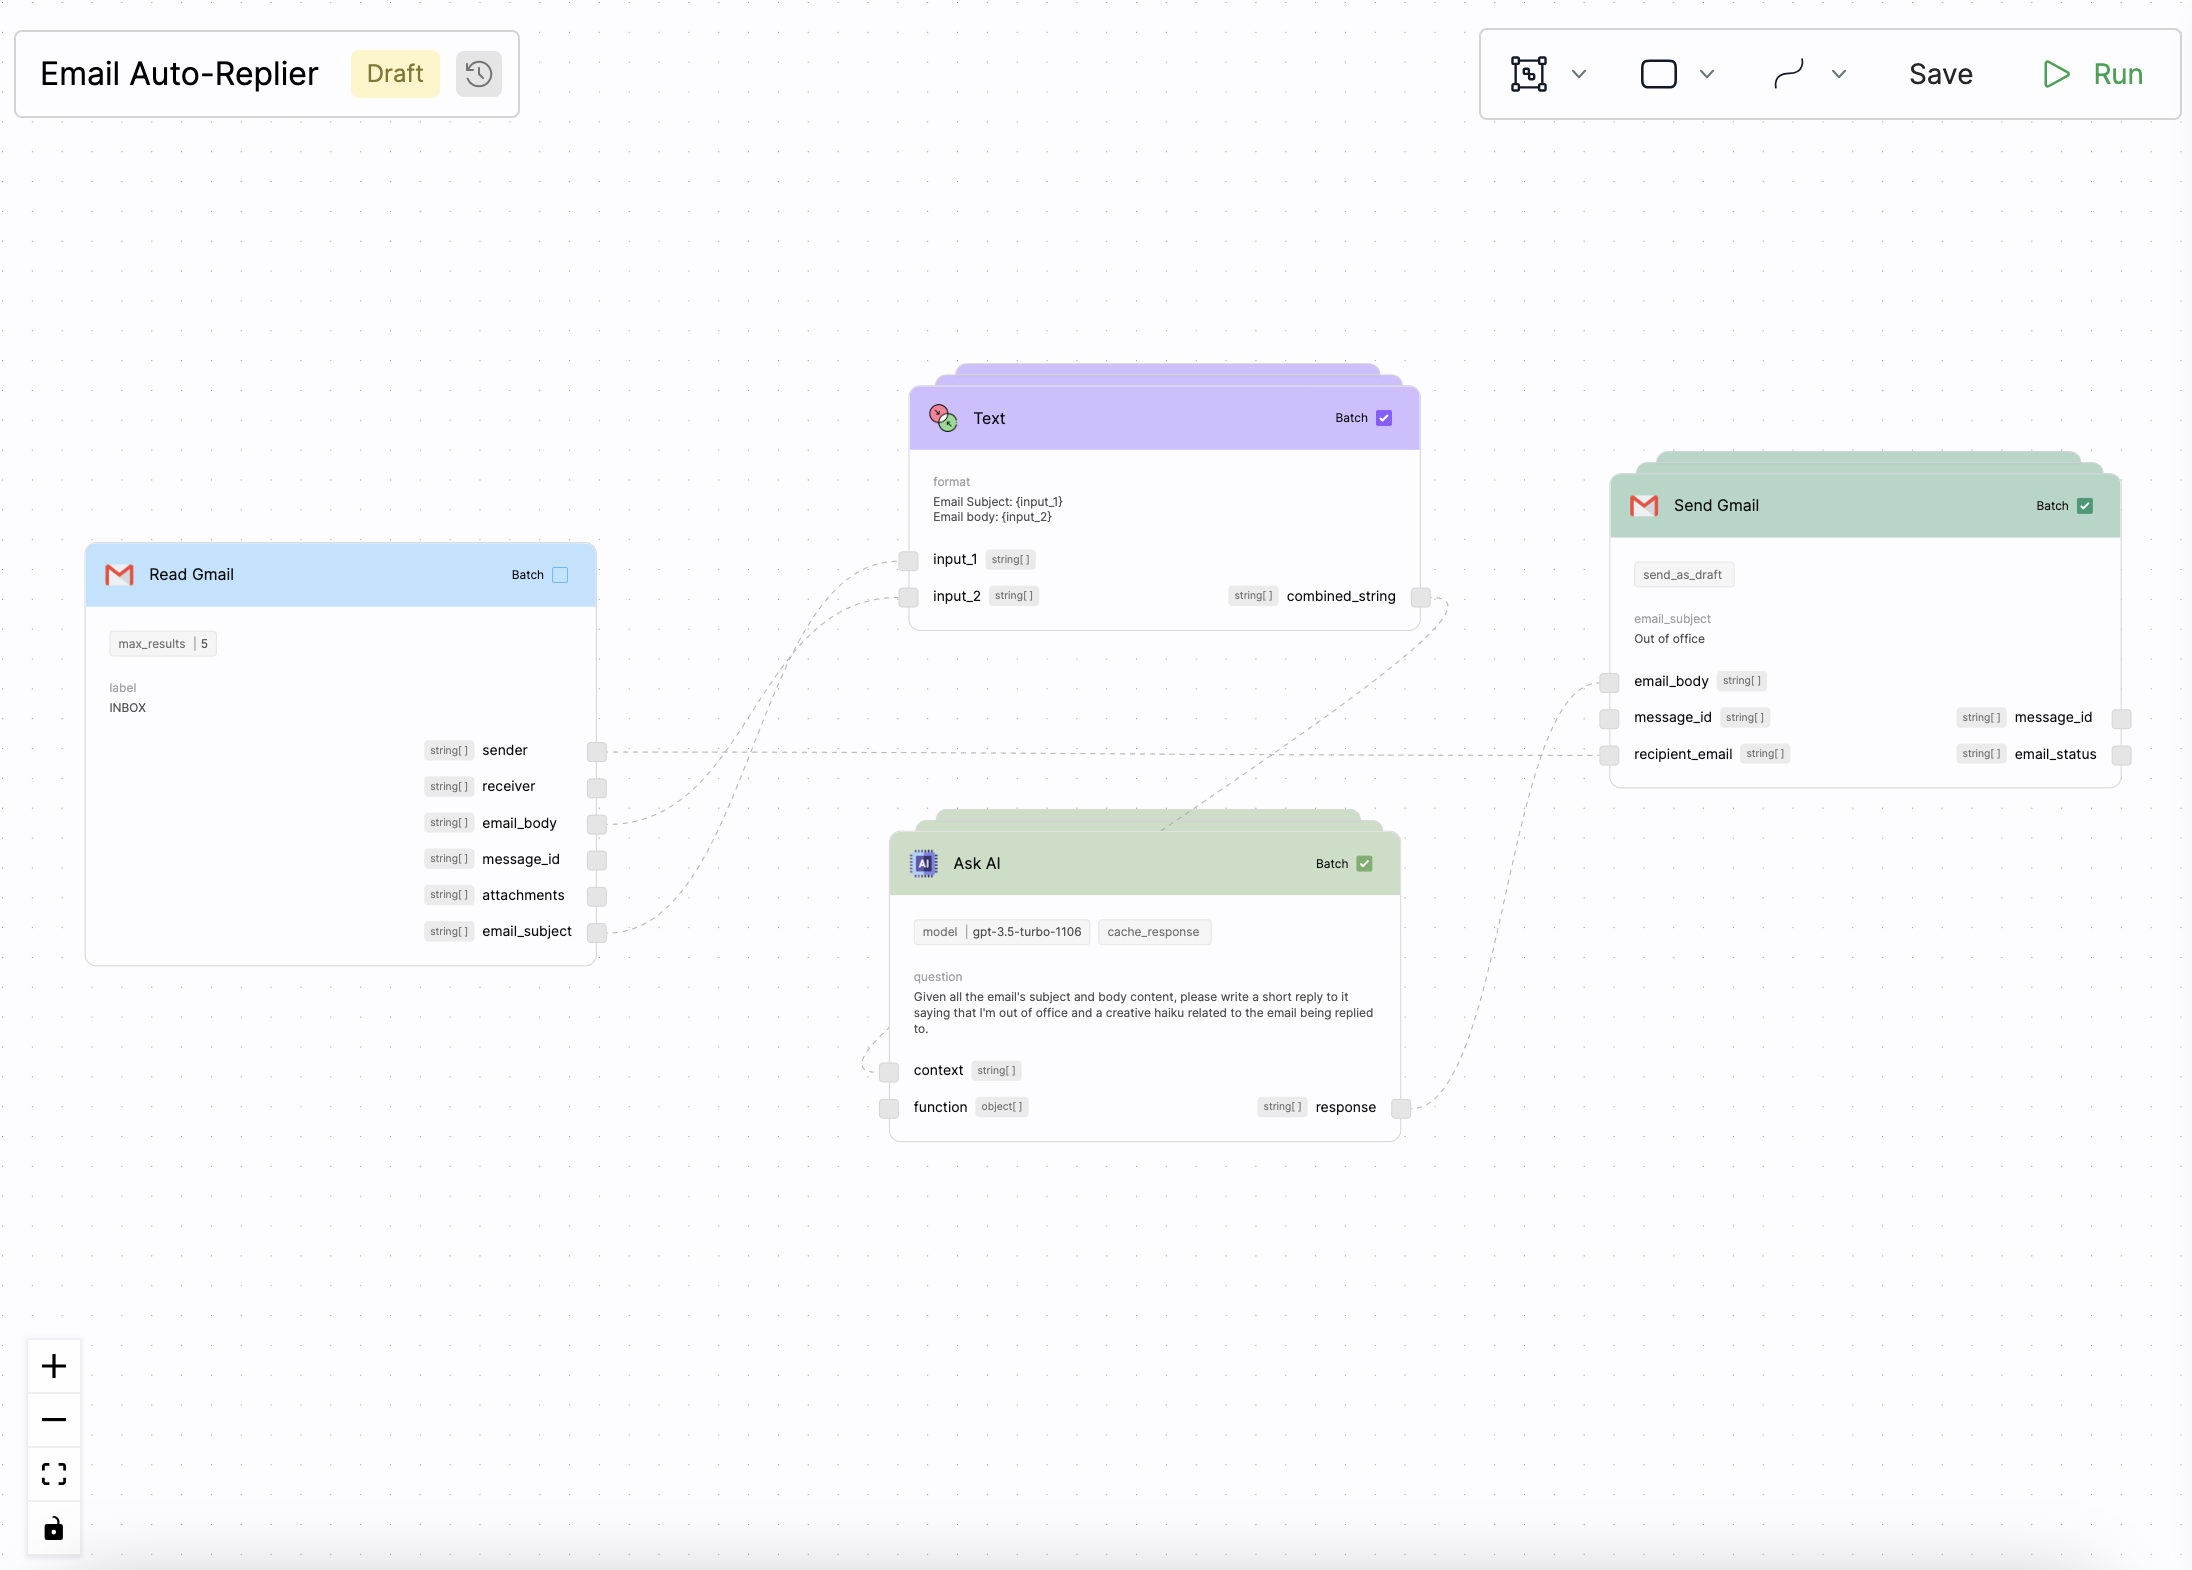 Email Auto-Replier
Draft
Save
Run
Read Gmail
Batch
max_results | 5
label
INBOX
string[] sender
string[] receiver
string[] email_body
string[] message_id
string[] attachments
string[] email_subject
Text
Batch
format
Email Subject: {input_1}
Email body: {input_2}
input_1 string[]
input_2 string[]
string[] combined_string
AI
Ask AI
Batch
model | gpt-3.5-turbo-1106
cache_response
question
Given all the email's subject and body content, please write a short reply to it
saying that I'm out of office and a creative haiku related to the email being replied
to.
context string[]
function object[]
string[] response
Send Gmail
Batch
send_as_draft
email_subject
Out of office
email_body string[]
message_id string[]
string[] message_id
recipient_email string[]
string[] email_status